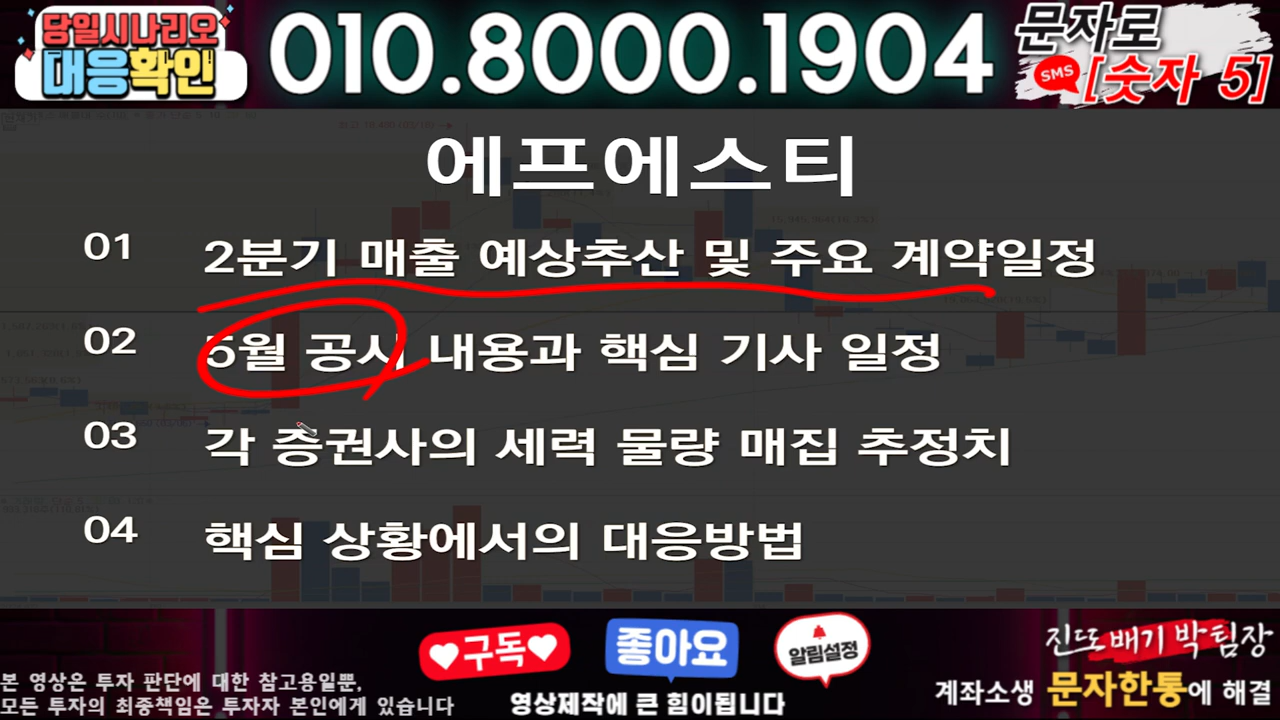 당일시나리오
대응확인
010.8000.1904
문자로
SMS
[숫자 5]
에프에스티
01 2분기 매출 예상추산 및 주요 계약일정
02 5월 공시 내용과 핵심 기사 일정
03 각 증권사의 세력 물량 매집 추정치
04 핵심 상황에서의 대응방법
구독
좋아요
알림설정
영상제작에 큰 힘이됩니다
본 영상은 투자 판단에 대한 참고용일뿐,
모든 투자의 최종책임은 투자자 본인에게 있습니다
진또배기 박팀장
계좌소생 문자한통에 해결